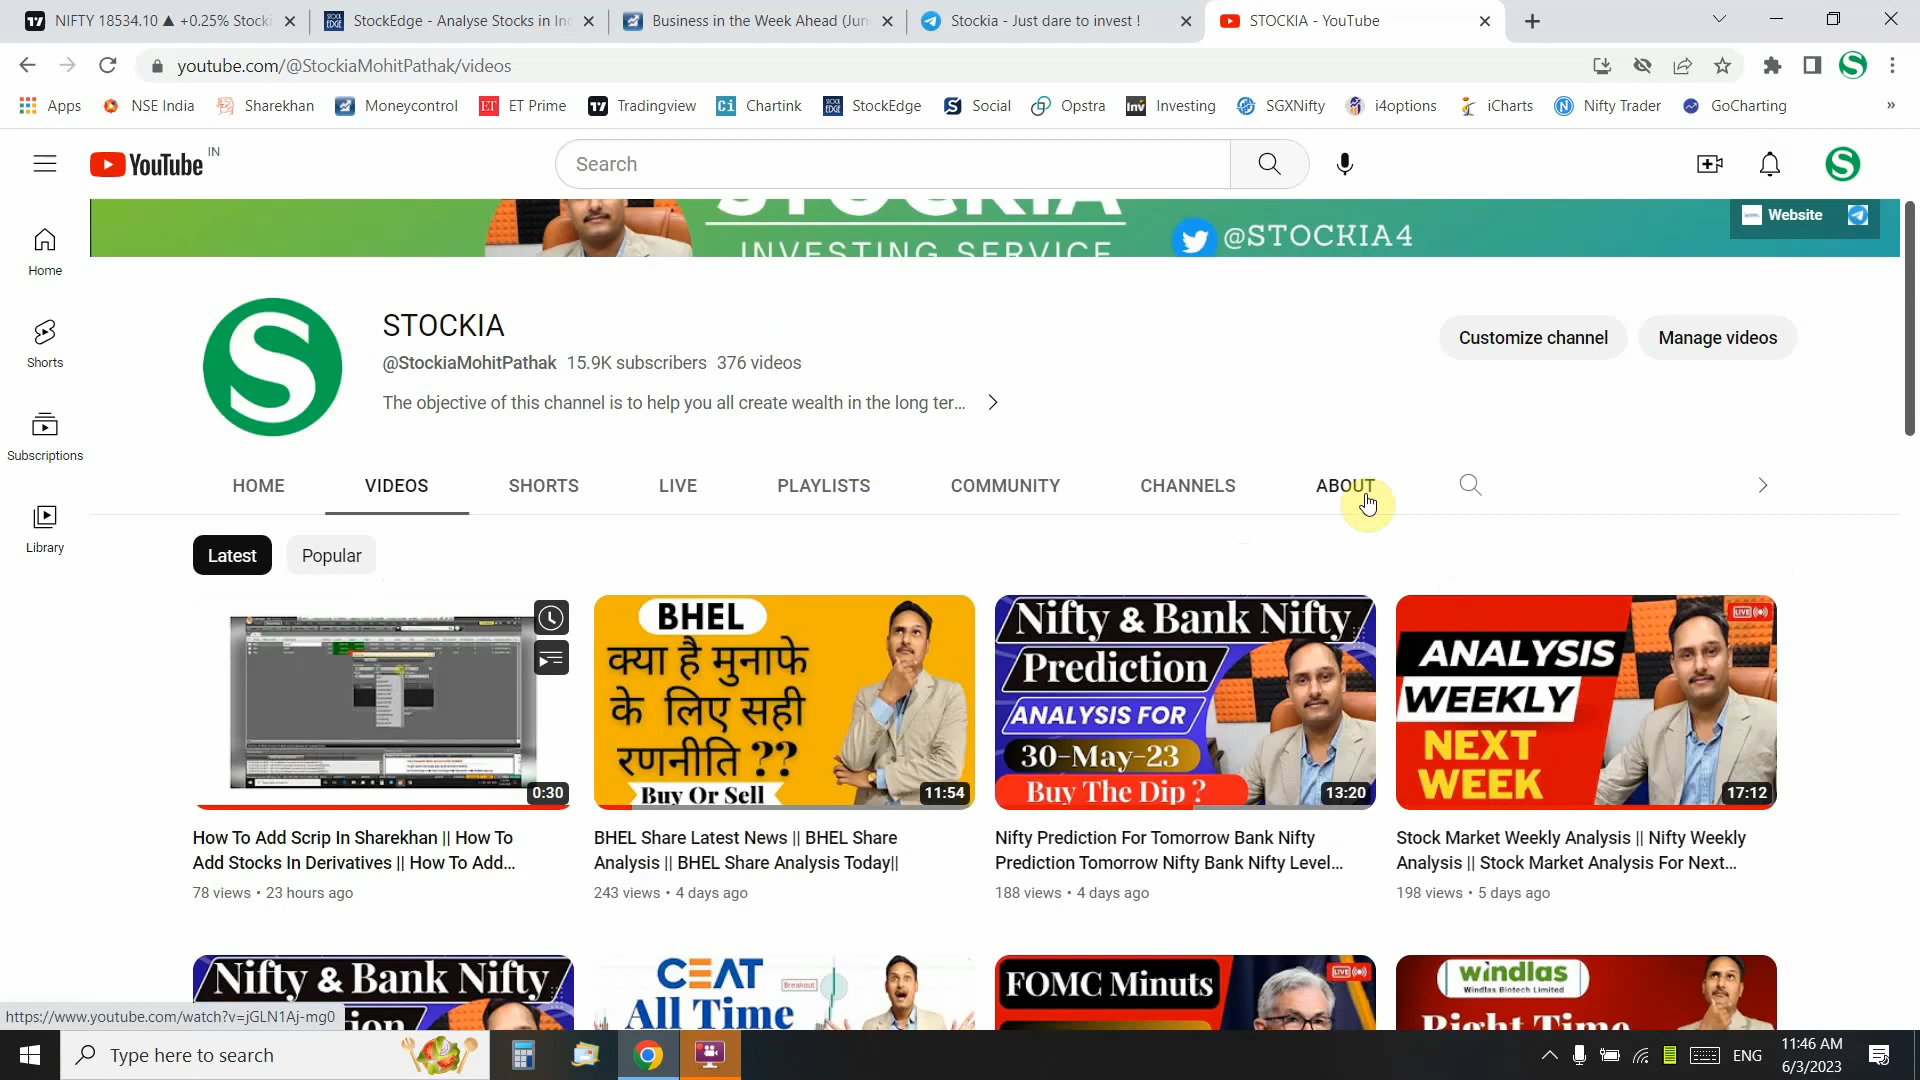 NIFTY 18534.10 ▲ +0.25% Stocki
StockEdge - Analyse Stocks in In
Business in the Week Ahead (Jun
Stockia - Just dare to invest !
STOCKIA - YouTube
youtube.com/@StockiaMohitPathak/videos
Apps
NSE India
Sharekhan
Moneycontrol
ET Prime
Tradingview
Chartink
StockEdge
Social
Opstra
Investing
SGXNifty
i4options
iCharts
Nifty Trader
GoCharting
YouTube IN
Search
STOCKIA
INVESTING SERVICE
@STOCKIA4
Website
Home
Shorts
Subscriptions
Library
STOCKIA
@StockiaMohitPathak 15.9K subscribers 376 videos
The objective of this channel is to help you all create wealth in the long ter...
Customize channel
Manage videos
HOME
VIDEOS
SHORTS
LIVE
PLAYLISTS
COMMUNITY
CHANNELS
ABOUT
Latest
Popular
0:30
BHEL
क्या है मुनाफे
के लिए सही
रणनीति ??
Buy Or Sell
11:54
Nifty & Bank Nifty
Prediction
ANALYSIS FOR
30-May-23
Buy The Dip ?
13:20
LIVE
ANALYSIS
WEEKLY
NEXT
WEEK
17:12
How To Add Scrip In Sharekhan || How To
Add Stocks In Derivatives || How To Add...
78 views • 23 hours ago
BHEL Share Latest News || BHEL Share
Analysis || BHEL Share Analysis Today||
243 views • 4 days ago
Nifty Prediction For Tomorrow Bank Nifty
Prediction Tomorrow Nifty Bank Nifty Level...
188 views • 4 days ago
Stock Market Weekly Analysis || Nifty Weekly
Analysis || Stock Market Analysis For Next...
198 views • 5 days ago
Nifty & Bank Nifty
CEAT
Breakout
All Time
FOMC Minuts
LIVE
windlas
Windlas Biotech Limited
Right Time
https://www.youtube.com/watch?v=jGLN1Aj-mg0
Type here to search
ENG
11:46 AM
6/3/2023